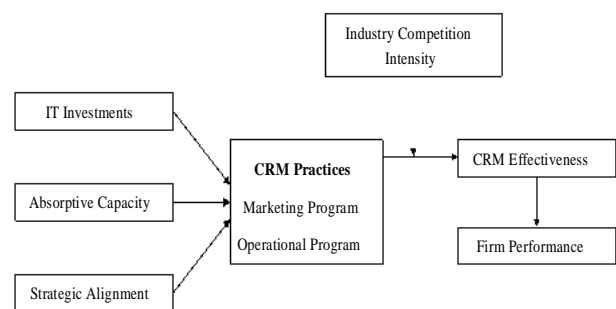 Industry Competition
Intensity
IT Investments
CRM Practices
CRM Effectiveness
Absorptive Capacity
Marketing Program
Operational Program
Firm Performance
Strategic Alignment